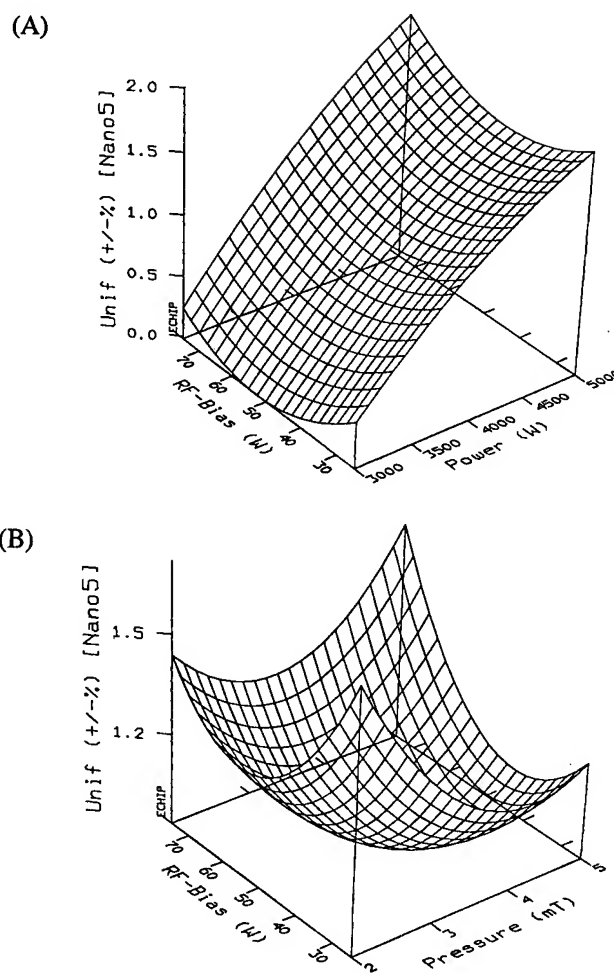 (A)
Unif (+/-%) [Nano5]
2.0
1.5
1.0
0.5
0.0
ECHIP
70
60
50
40
30
RF-Bias (W)
3000
3500
4000
4500
5000
Power (W)
(B)
Unif (+/-%) [Nano5]
1.5
1.2
ECHIP
70
60
50
40
30
RF-Bias (W)
2
3
4
5
Pressure (mT)